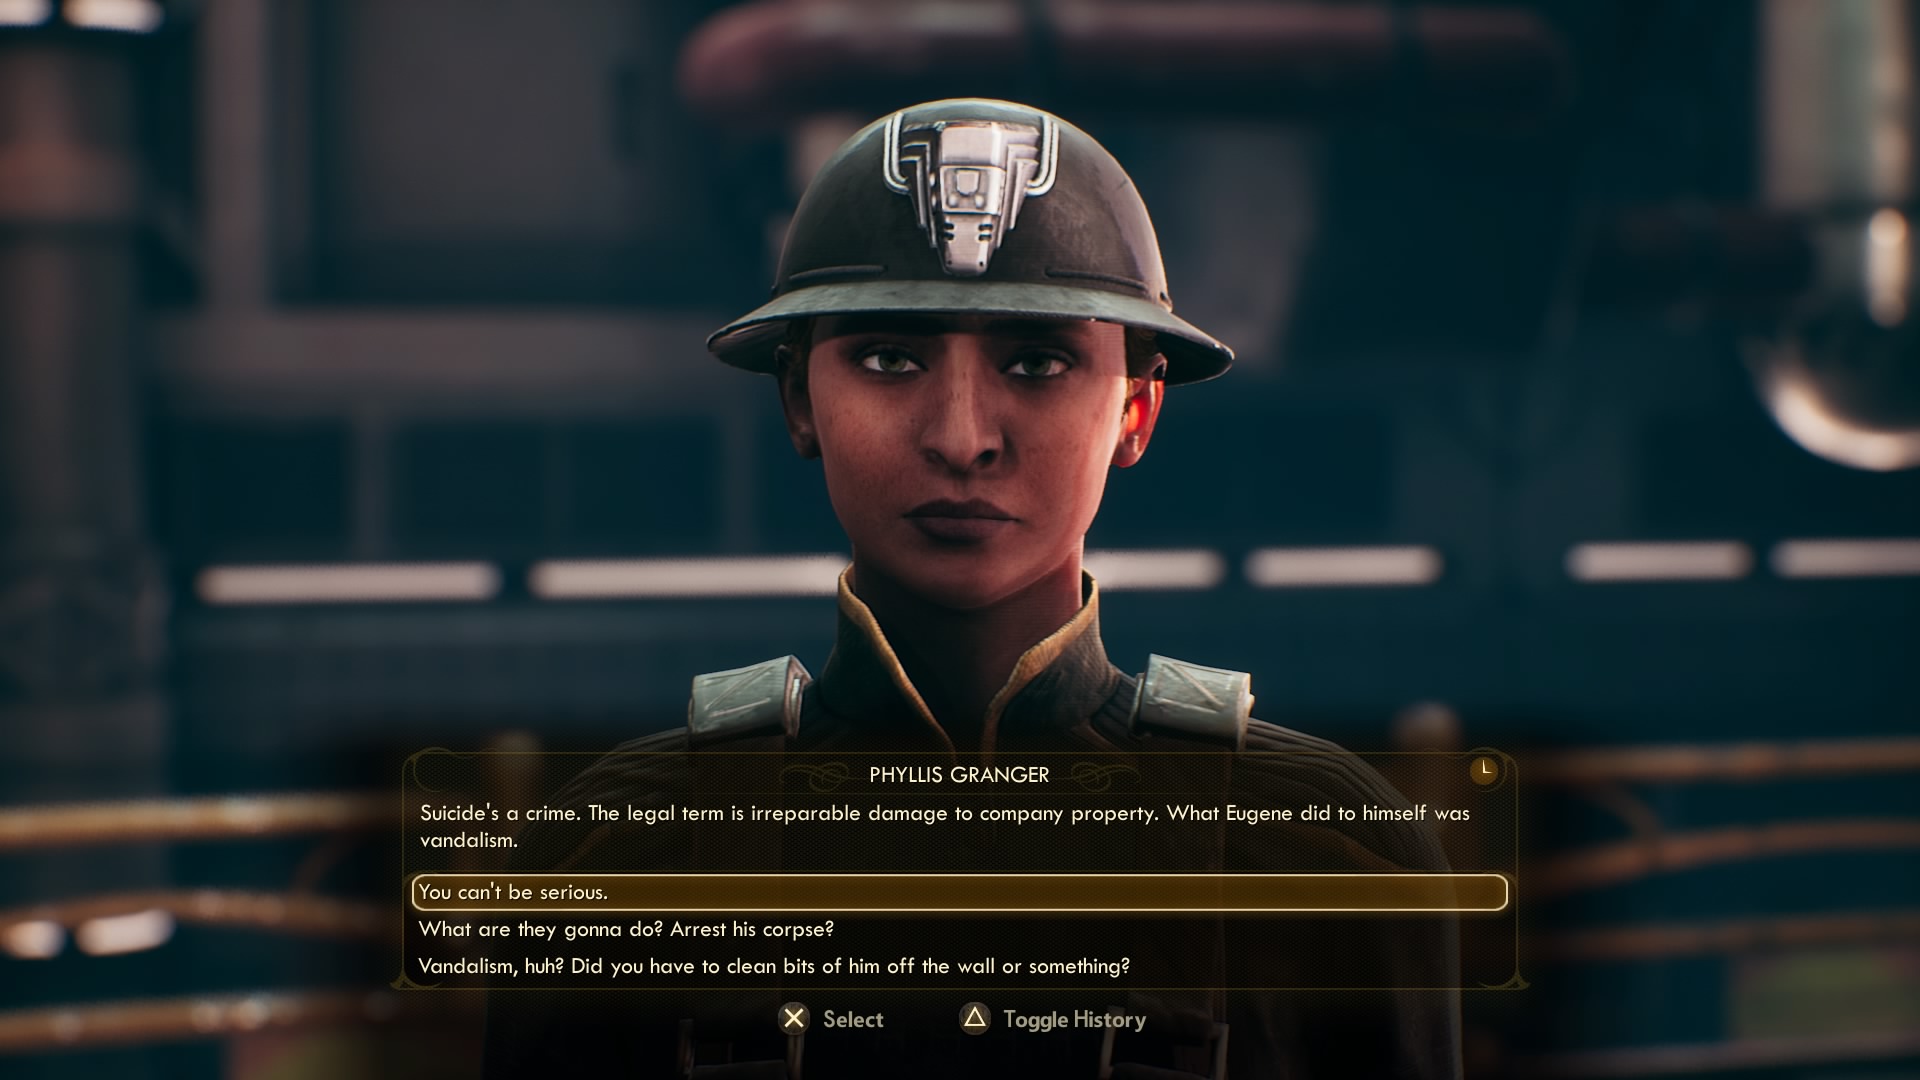 PHYLLIS GRANGER
Suicide's a crime. The legal term is irreparable damage to company property. What Eugene did to himself was
vandalism.
You can't be serious.
What are they gonna do? Arrest his corpse?
Vandalism, huh? Did you have to clean bits of him off the wall or something?
Select Toggle History